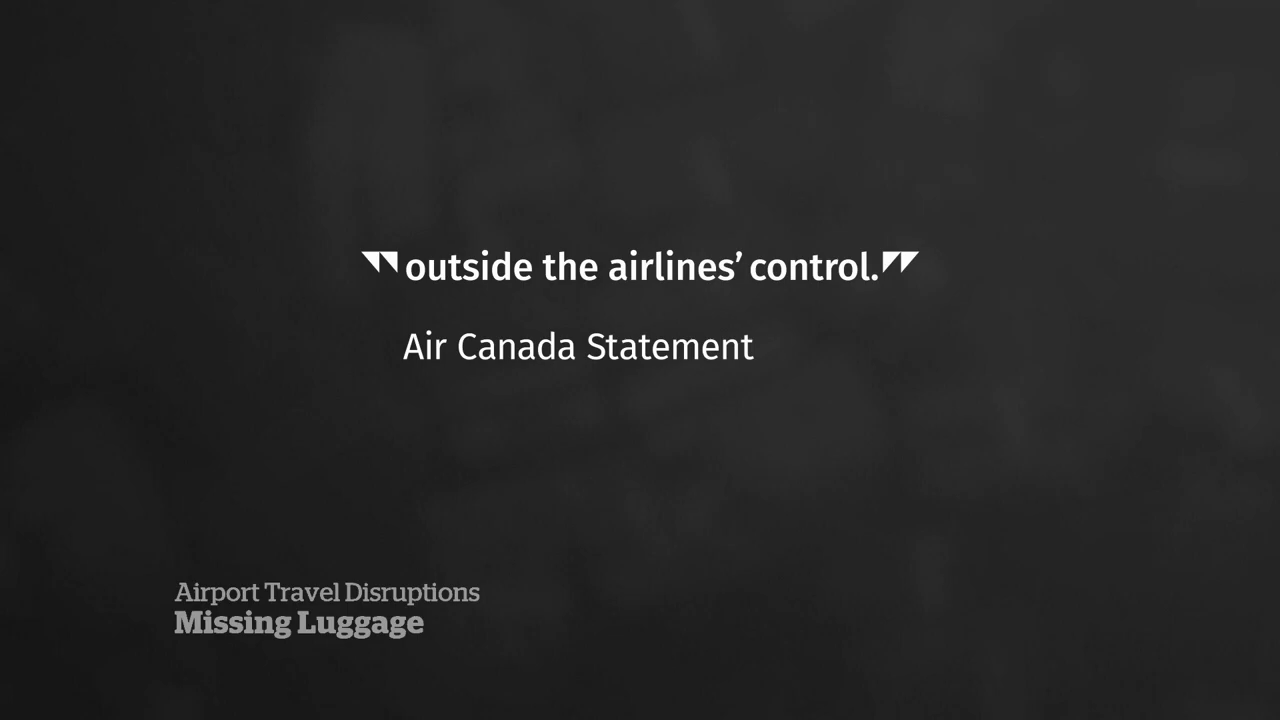 "outside the airlines’ control."
Air Canada Statement
Airport Travel Disruptions
Missing Luggage